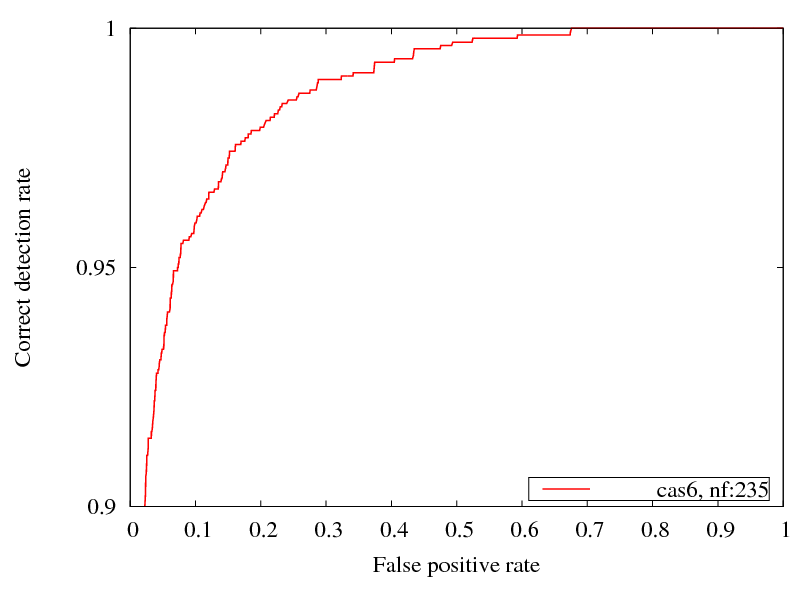 1
0.95
0.9
Correct detection rate
cas6, nf:235
0 0.1 0.2 0.3 0.4 0.5 0.6 0.7 0.8 0.9 1
False positive rate